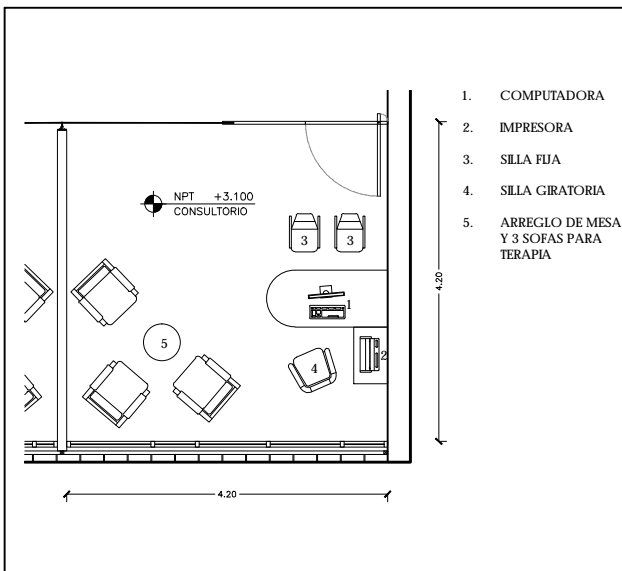 1. COMPUTADORA
2. IMPRESORA
3. SILLA FIJA
4. SILLA GIRATORIA
5. ARREGLO DE MESA
Y 3 SOFAS PARA
TERAPIA
NPT +3.100
CONSULTORIO
3 3
1
2
4
5
4.20
4.20